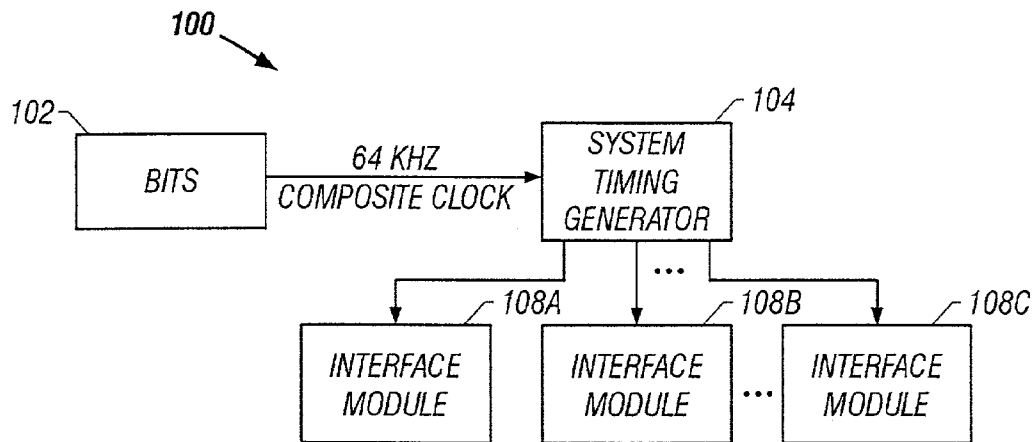 100
102
BITS
64 KHZ
COMPOSITE CLOCK
104
SYSTEM
TIMING
GENERATOR
...
108A
INTERFACE
MODULE
108B
INTERFACE
MODULE
...
108C
INTERFACE
MODULE